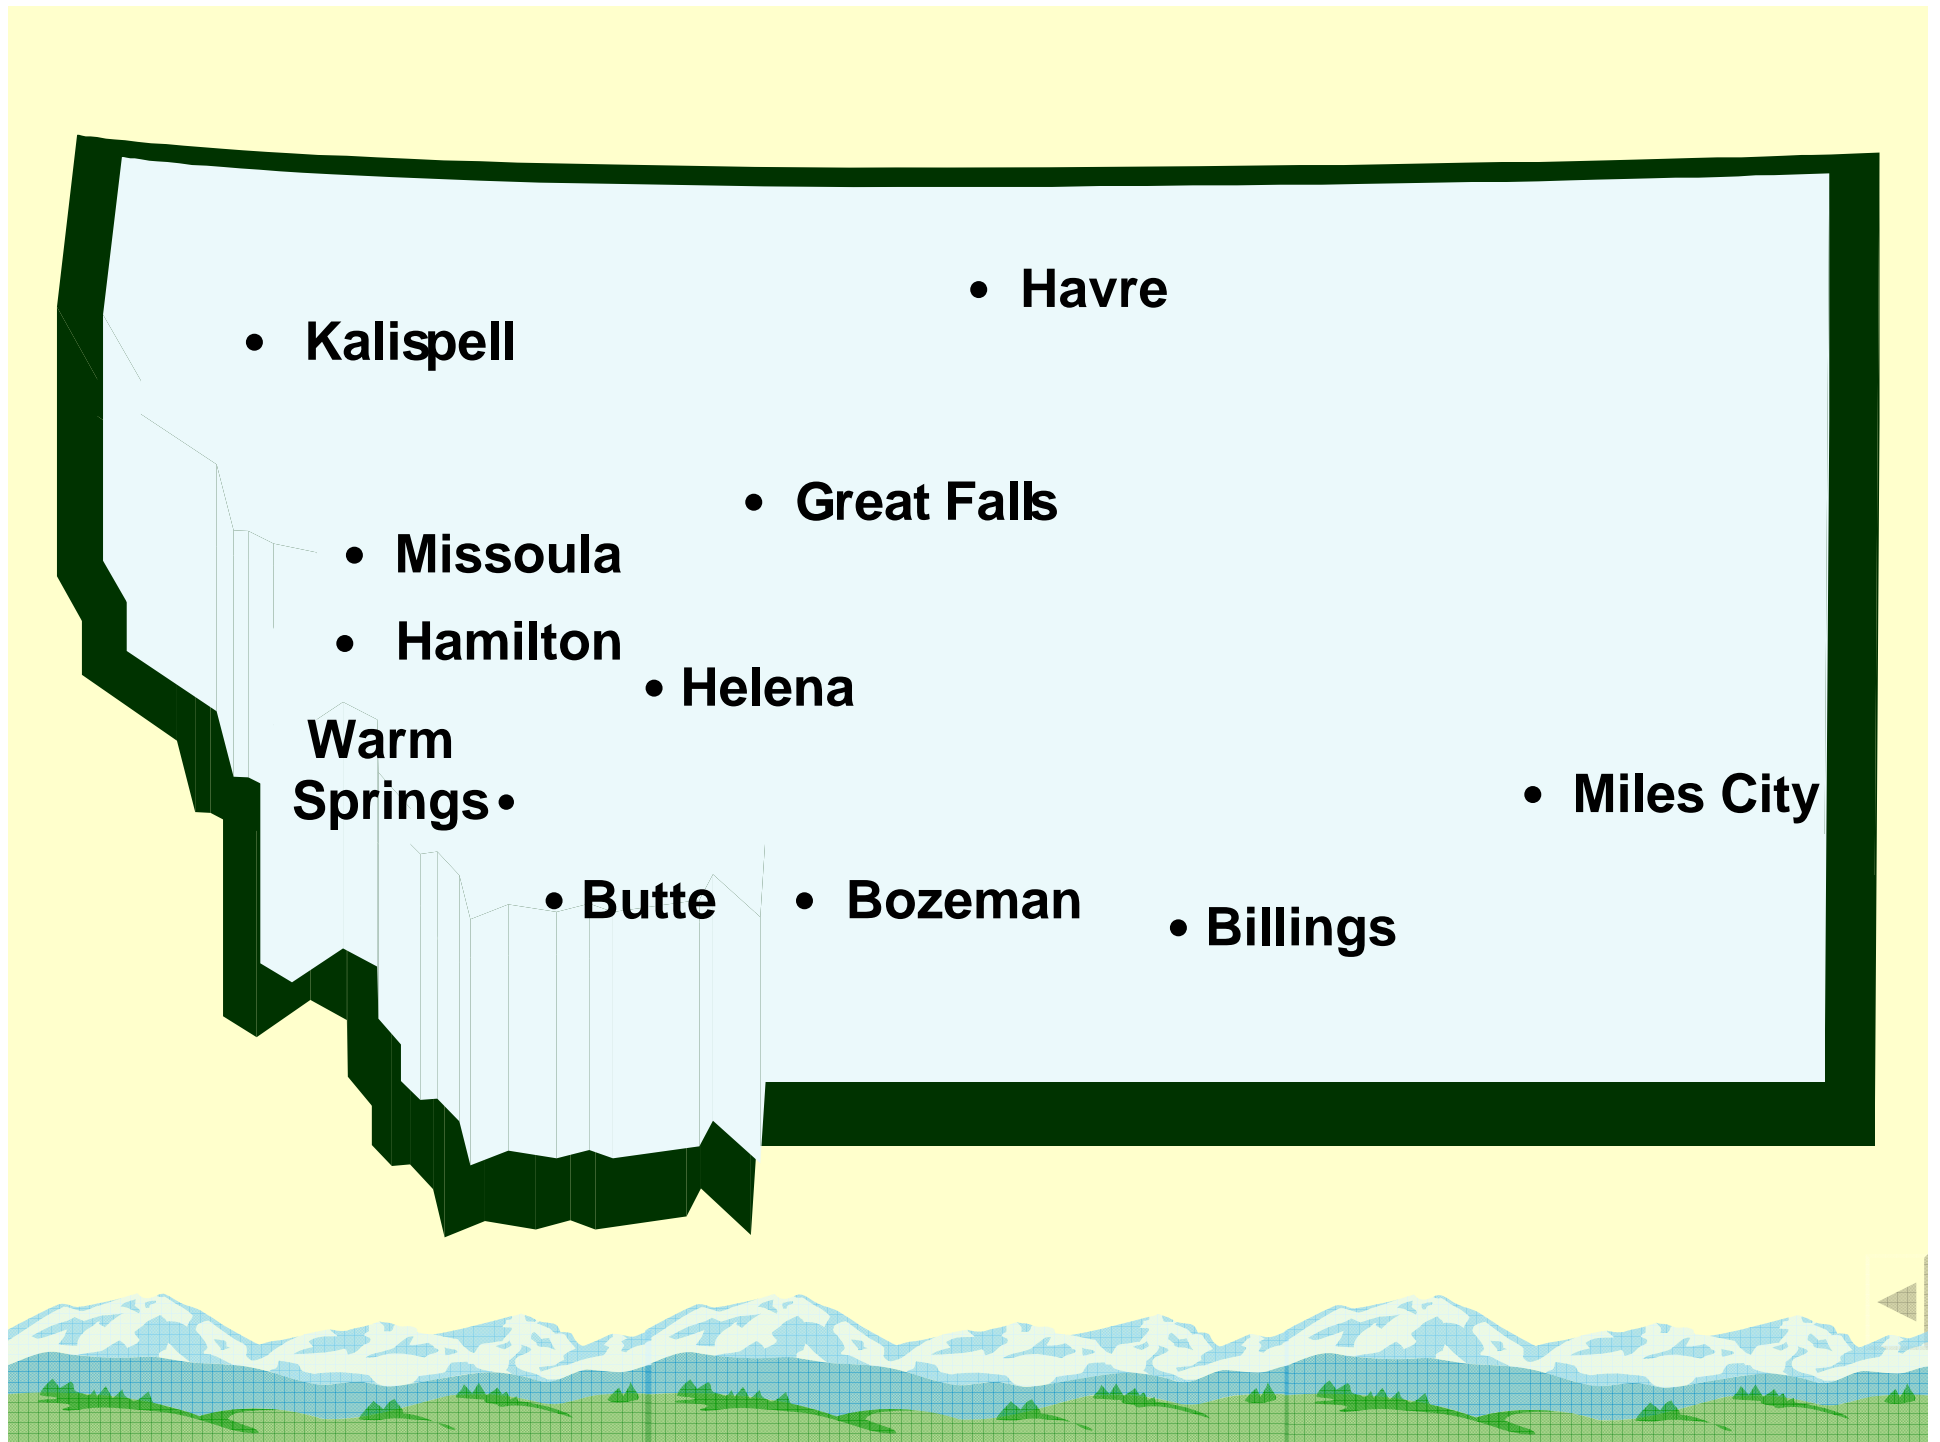 • Havre
• Kalispell
• Great Falls
• Missoula
• Hamilton
• Helena
Warm
Springs •
• Miles City
• Butte
• Bozeman
• Billings